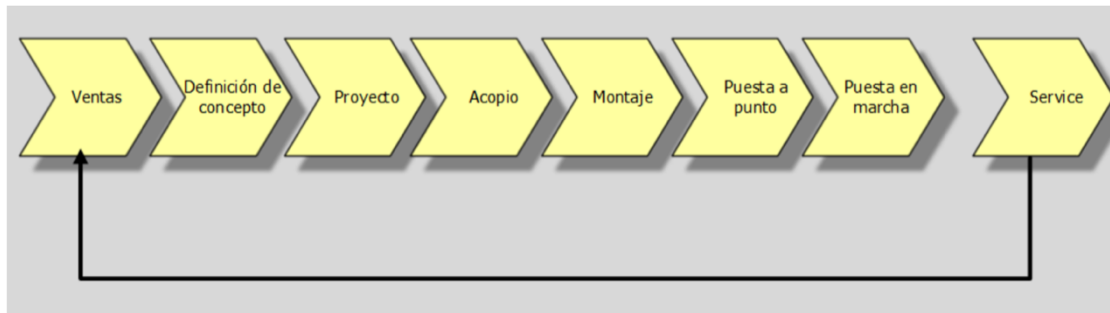 Ventas
Definición de
concepto
Proyecto
Acopio
Montaje
Puesta a
punto
Puesta en
marcha
Service